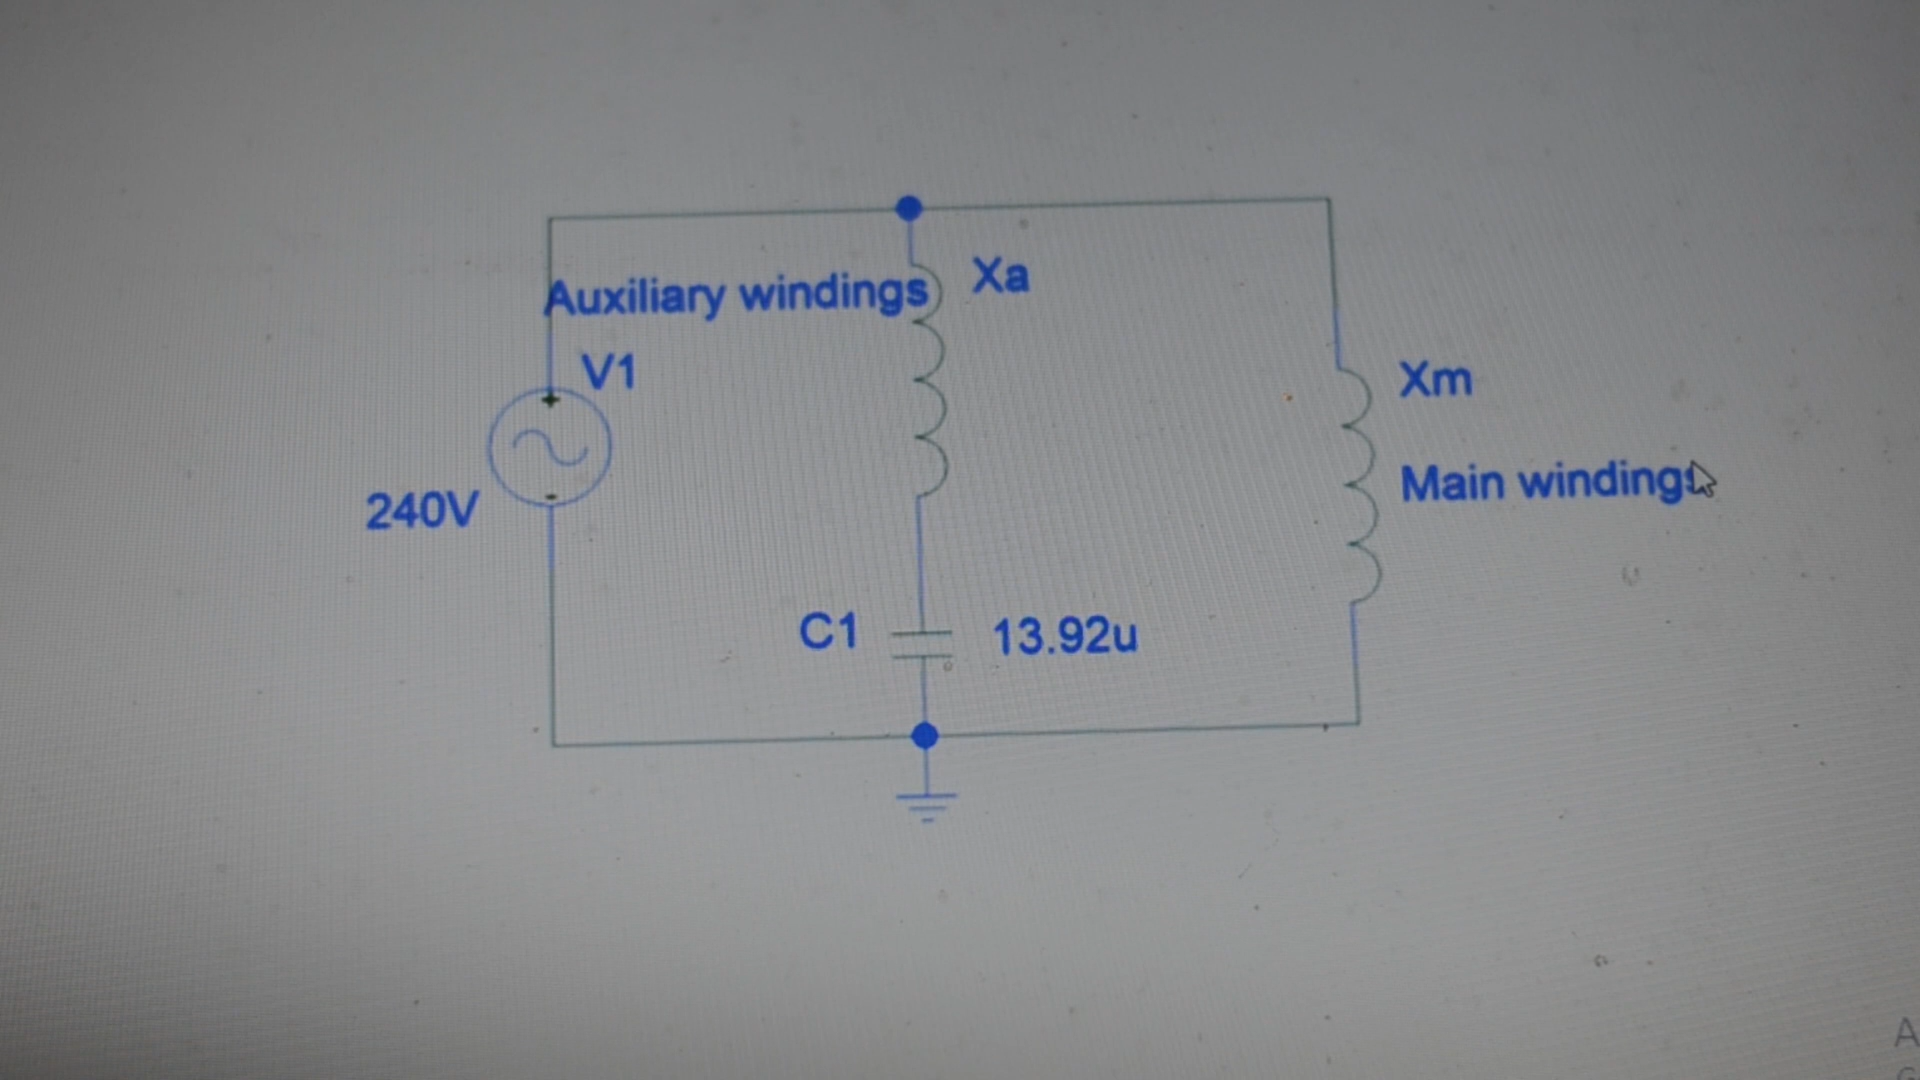 Auxiliary windings
Xa
V1
Xm
240V
Main windings
C1
13.92u
A